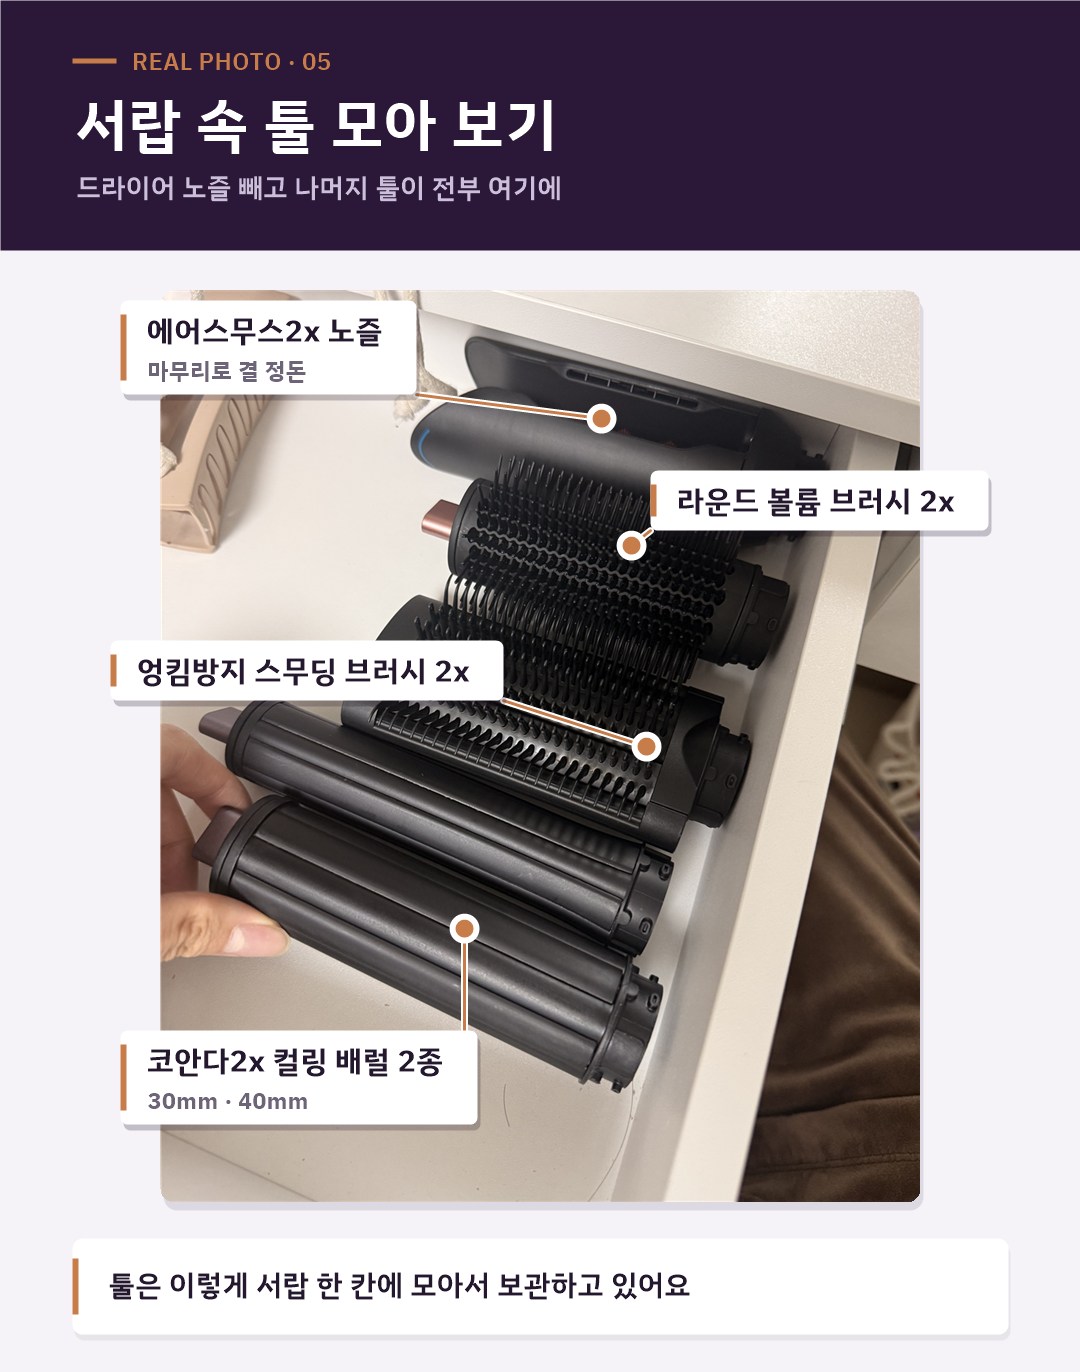 REAL PHOTO · 05
서랍 속 툴 모아 보기
드라이어 노즐 빼고 나머지 툴이 전부 여기에
에어스무스2x 노즐
마무리로 결 정돈
라운드 볼륨 브러시 2x
엉킴방지 스무딩 브러시 2x
코안다2x 컬링 배럴 2종
30mm · 40mm
툴은 이렇게 서랍 한 칸에 모아서 보관하고 있어요